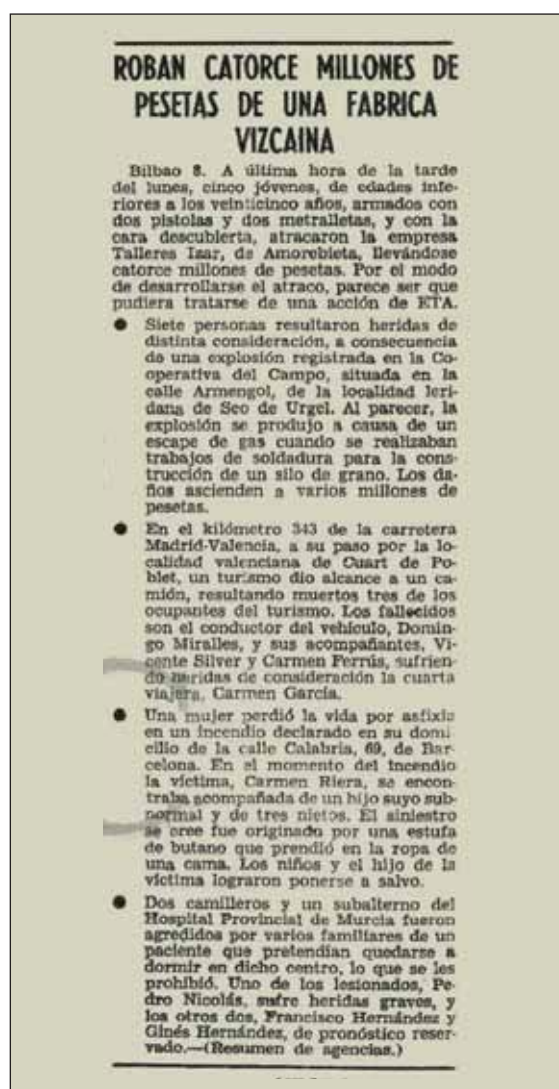 ROBAN CATORCE MILLONES DE
PESETAS DE UNA FABRICA
VIZCAINA
Bilbao 8. A última hora de la tarde
del lunes, cinco jóvenes, de edades infe-
riores a los veinticinco años, armados con
dos pistolas y dos metralletas, y con la
cara descubierta, atracaron la empresa
Talleres Izar, de Amorebieta, llevándose
catorce millones de pesetas. Por el modo
de desarrollarse el atraco, parece ser que
pudiera tratarse de una acción de ETA.
● Siete personas resultaron heridas de
distinta consideración, a consecuencia
de una explosión registrada en la Co-
operativa del Campo, situada en la
calle Armengol, de la localidad leri-
dana de Seo de Urgel. Al parecer, la
explosión se produjo a causa de un
escape de gas cuando se realizaban
trabajos de soldadura para la cons-
trucción de un silo de grano. Los da-
ños ascienden a varios millones de
pesetas.
● En el kilómetro 343 de la carretera
Madrid-Valencia, a su paso por la lo-
calidad valenciana de Cuart de Po-
blet, un turismo dio alcance a un ca-
mión, resultando muertos tres de los
ocupantes del turismo. Los fallecidos
son el conductor del vehículo, Domin-
go Miralles, y sus acompañantes, Vi-
cente Silver y Carmen Ferrús, sufrien-
do heridas de consideración la cuarta
viajera, Carmen García.
● Una mujer perdió la vida por asfixia
en un incendio declarado en su domi
cilio de la calle Calabria, 69, de Bar-
celona. En el momento del incendio
la víctima, Carmen Riera, se encon-
traba acompañada de un hijo suyo sub-
normal y de tres nietos. El siniestro
se cree fue originado por una estufa
de butano que prendió en la ropa de
una cama. Los niños y el hijo de la
víctima lograron ponerse a salvo.
● Dos camilleros y un subalterno del
Hospital Provincial de Murcia fueron
agredidos por varios familiares de un
paciente que pretendían quedarse a
dormir en dicho centro, lo que se les
prohibió. Uno de los lesionados, Pe-
dro Nicolás, sufre heridas graves, y
los otros dos, Francisco Hernández y
Ginés Hernández, de pronóstico reser-
vado.—(Resumen de agencias.)